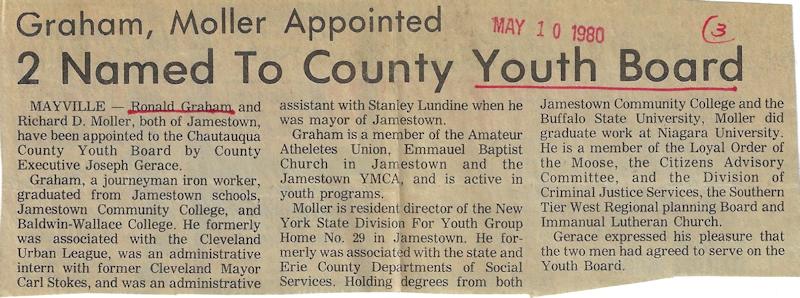 Graham, Moller Appointed
MAY 10 1980
3
2 Named To County Youth Board
MAYVILLE — Ronald Graham and
Richard D. Moller, both of Jamestown,
have been appointed to the Chautauqua
County Youth Board by County
Executive Joseph Gerace.
Graham, a journeyman iron worker,
graduated from Jamestown schools,
Jamestown Community College, and
Baldwin-Wallace College. He formerly
was associated with the Cleveland
Urban League, was an administrative
intern with former Cleveland Mayor
Carl Stokes, and was an administrative
assistant with Stanley Lundine when he
was mayor of Jamestown.
Graham is a member of the Amateur
Atheletes Union, Emmauel Baptist
Church in Jamestown and the
Jamestown YMCA, and is active in
youth programs.
Moller is resident director of the New
York State Division For Youth Group
Home No. 29 in Jamestown. He for-
merly was associated with the state and
Erie County Departments of Social
Services. Holding degrees from both
Jamestown Community College and the
Buffalo State University, Moller did
graduate work at Niagara University.
He is a member of the Loyal Order of
the Moose, the Citizens Advisory
Committee, and the Division of
Criminal Justice Services, the Southern
Tier West Regional planning Board and
Immanual Lutheran Church.
Gerace expressed his pleasure that
the two men had agreed to serve on the
Youth Board.